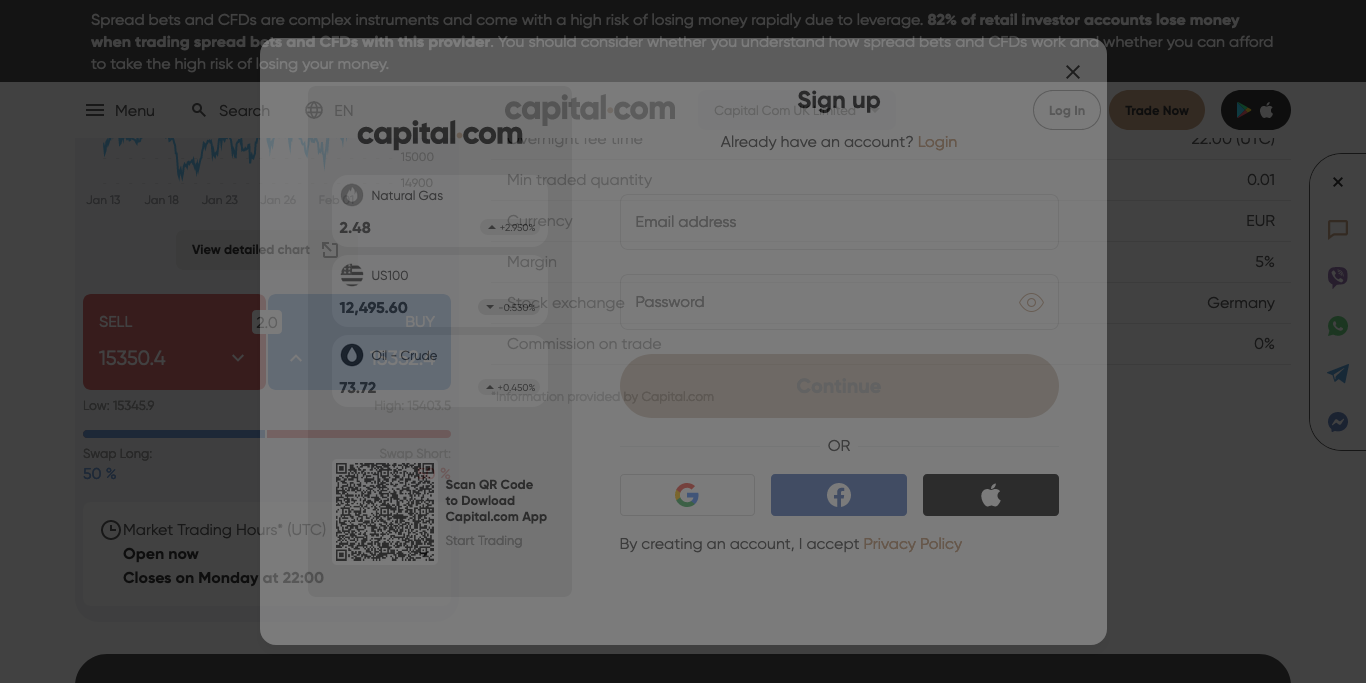 Spread bets and CFDs are complex instruments and come with a high risk of losing money rapidly due to leverage. 82% of retail investor accounts lose money
when trading spread bets and CFDs with this provider. You should consider whether you understand how spread bets and CFDs work and whether you can afford
to take the high risk of losing your money.
Menu
Search
EN
capital.com
Capital Com UK Limited
Log In
Trade Now
Sign up
Already have an account? Login
capital.com
Overnight fee time
22:00 (UTC)
15000
14900
Jan 13
Jan 18
Jan 23
Jan 26
Feb
Min traded quantity
0.01
Natural Gas
2.48
+2.950%
Currency
EUR
Email address
View detailed chart
Margin
5%
US100
12,495.60
-0.530%
Stock exchange
Germany
Password
SELL
2.0
BUY
15350.4
Commission on trade
0%
Oil - Crude
73.72
+0.450%
Continue
*Information provided by Capital.com
Low: 15345.9
High: 15403.5
OR
Swap Long:
Swap Short:
50 %
%
Scan QR Code
to Dowload
Capital.com App
Start Trading
By creating an account, I accept Privacy Policy
Market Trading Hours* (UTC)
Open now
Closes on Monday at 22:00